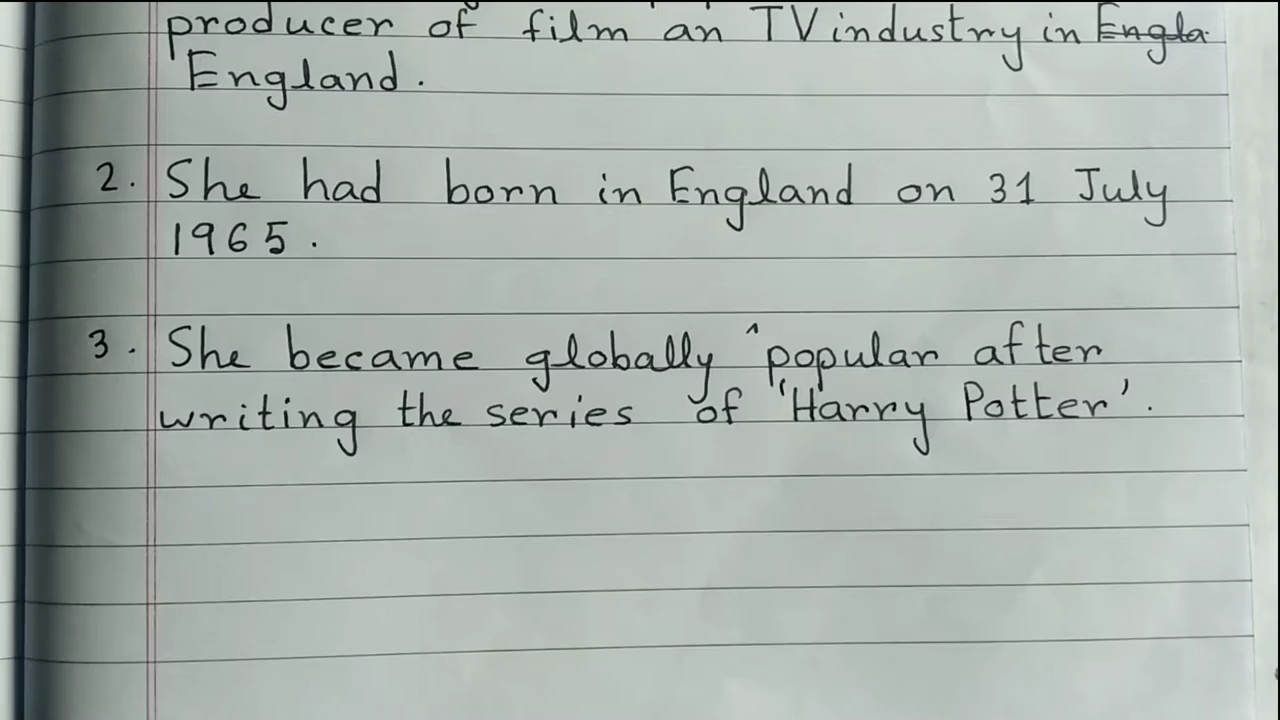 producer of film an TV industry in Engla
England.
2. She had born in England on 31 July
1965.
3. She became globally ^ popular after
writing the series of 'Harry Potter'.